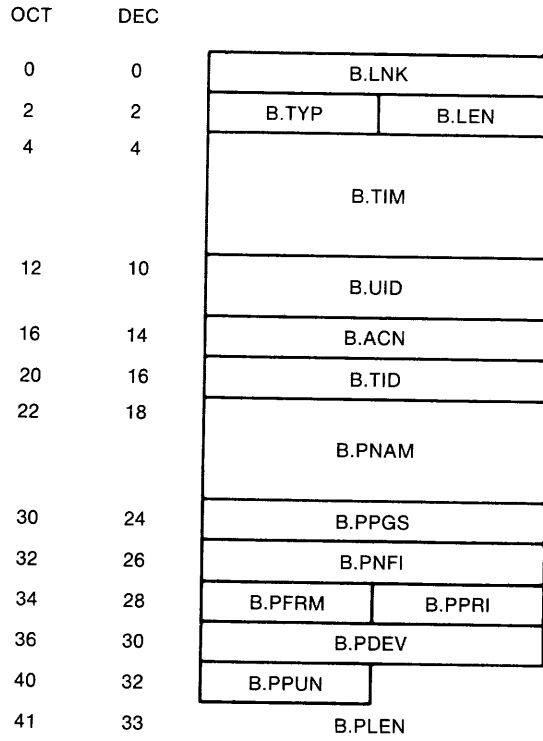 OCT DEC
0 0 B.LNK
2 2 B.TYP B.LEN
4 4
B.TIM
12 10
B.UID
16 14 B.ACN
20 16 B.TID
22 18
B.PNAM
30 24 B.PPGS
32 26 B.PNFI
34 28 B.PFRM B.PPRI
36 30 B.PDEV
40 32 B.PPUN
41 33 B.PLEN